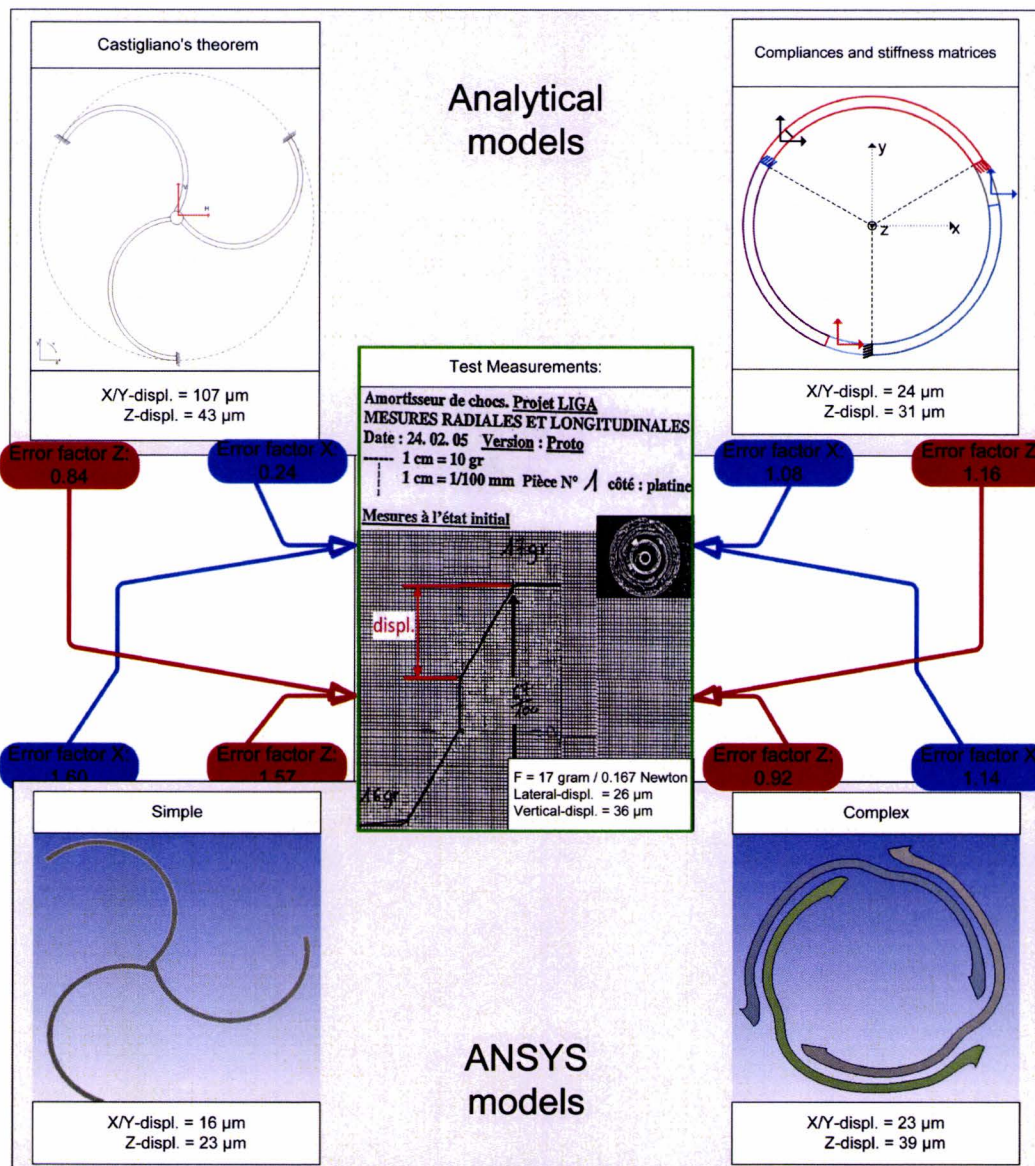 Castigliano's theorem
V
H
X/Y-displ. = 107 µm
Z-displ. = 43 µm
Analytical
models
Compliances and stiffness matrices
y
x
z
X/Y-displ. = 24 µm
Z-displ. = 31 µm
Error factor Z:
0.84
Error factor X:
0.24
Error factor X:
1.08
Error factor Z:
1.16
Test Measurements:
Amortisseur de chocs. Projet LIGA
MESURES RADIALES ET LONGITUDINALES
Date : 24. 02. 05 Version : Proto
1 cm = 10 gr
1 cm = 1/100 mm Pièce N° 1 côté : platine
Mesures à l'état initial
17gr.
displ.
16gr.
F = 17 gram / 0.167 Newton
Lateral-displ. = 26 µm
Vertical-displ. = 36 µm
Error factor X:
1.60
Error factor Z:
1.57
Error factor Z:
0.92
Error factor X:
1.14
Simple
X/Y-displ. = 16 µm
Z-displ. = 23 µm
ANSYS
models
Complex
X/Y-displ. = 23 µm
Z-displ. = 39 µm